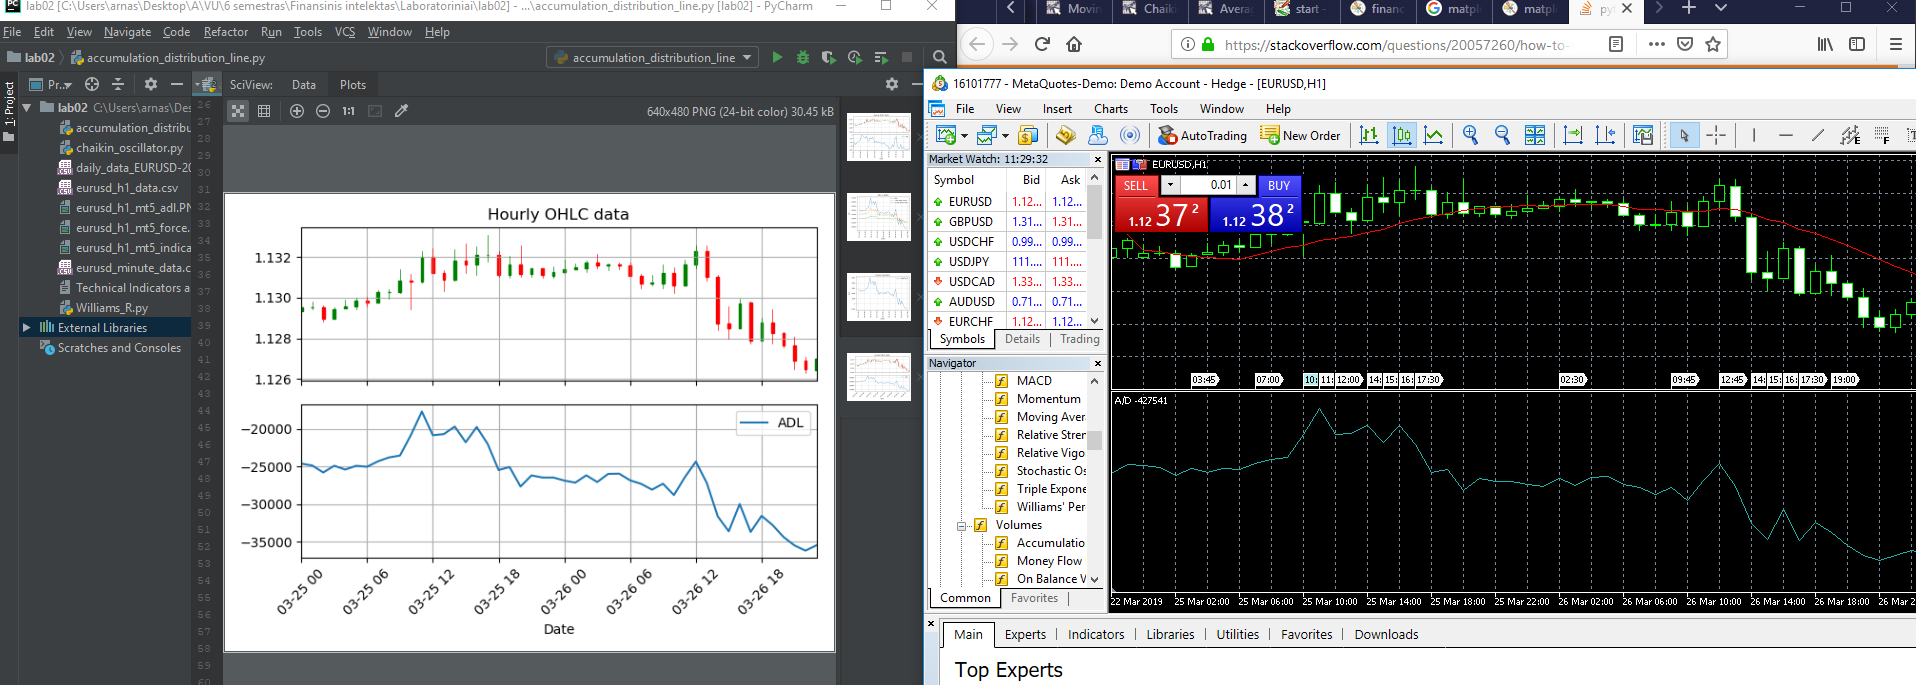 lab02 [C:\Users\arnas\Desktop\A\VU\6 semestras\Finansinis intelektas\Laboratoriniai\lab02] - ...\accumulation_distribution_line.py [lab02] - PyCharm
File Edit View Navigate Code Refactor Run Tools VCS Window Help
lab02 accumulation_distribution_line.py
accumulation_distribution_line
1: Project
Pr...
SciView: Data Plots
lab02 C:\Users\arnas\Des
accumulation_distribu
chaikin_oscillator.py
daily_data_EURUSD-20
eurusd_h1_data.csv
eurusd_h1_mt5_adl.PN
eurusd_h1_mt5_force.
eurusd_h1_mt5_indica
eurusd_minute_data.c
Technical Indicators a
Williams_R.py
External Libraries
Scratches and Consoles
26
27
28
29
30
31
32
33
34
35
36
37
38
39
40
41
42
43
44
45
46
47
48
49
50
51
52
53
54
55
56
57
58
59
60
1:1
640x480 PNG (24-bit color) 30.45 kB
Hourly OHLC data
1.132
1.130
1.128
1.126
ADL
−20000
−25000
−30000
−35000
03-25 00
03-25 06
03-25 12
03-25 18
03-26 00
03-26 06
03-26 12
03-26 18
Date
Movin
Chaik
Avera
start -
financ
matpl
matpl
py
https://stackoverflow.com/questions/20057260/how-to-
16101777 - MetaQuotes-Demo: Demo Account - Hedge - [EURUSD,H1]
File View Insert Charts Tools Window Help
AutoTrading New Order
Market Watch: 11:29:32
Symbol Bid Ask
EURUSD 1.12... 1.12...
GBPUSD 1.31... 1.31...
USDCHF 0.99... 0.99...
USDJPY 111.... 111....
USDCAD 1.33... 1.33...
AUDUSD 0.71... 0.71...
EURCHF 1.12... 1.12...
Symbols Details Trading
Navigator
MACD
Momentum
Moving Aver
Relative Stren
Relative Vigo
Stochastic Os
Triple Expone
Williams' Per
Volumes
Accumulatio
Money Flow
On Balance V
Common Favorites
EURUSD,H1
SELL 0.01 BUY
1.12 37 2 1.12 38 2
03:45 07:00 10: 11: 12:00 14: 15: 16: 17:30 02:30 09:45 12:45 14: 15: 16: 17:30 19:00
A/D -427541
22 Mar 2019 25 Mar 02:00 25 Mar 06:00 25 Mar 10:00 25 Mar 14:00 25 Mar 18:00 25 Mar 22:00 26 Mar 02:00 26 Mar 06:00 26 Mar 10:00 26 Mar 14:00 26 Mar 18:00 26 Mar 2
Main Experts Indicators Libraries Utilities Favorites Downloads
Top Experts